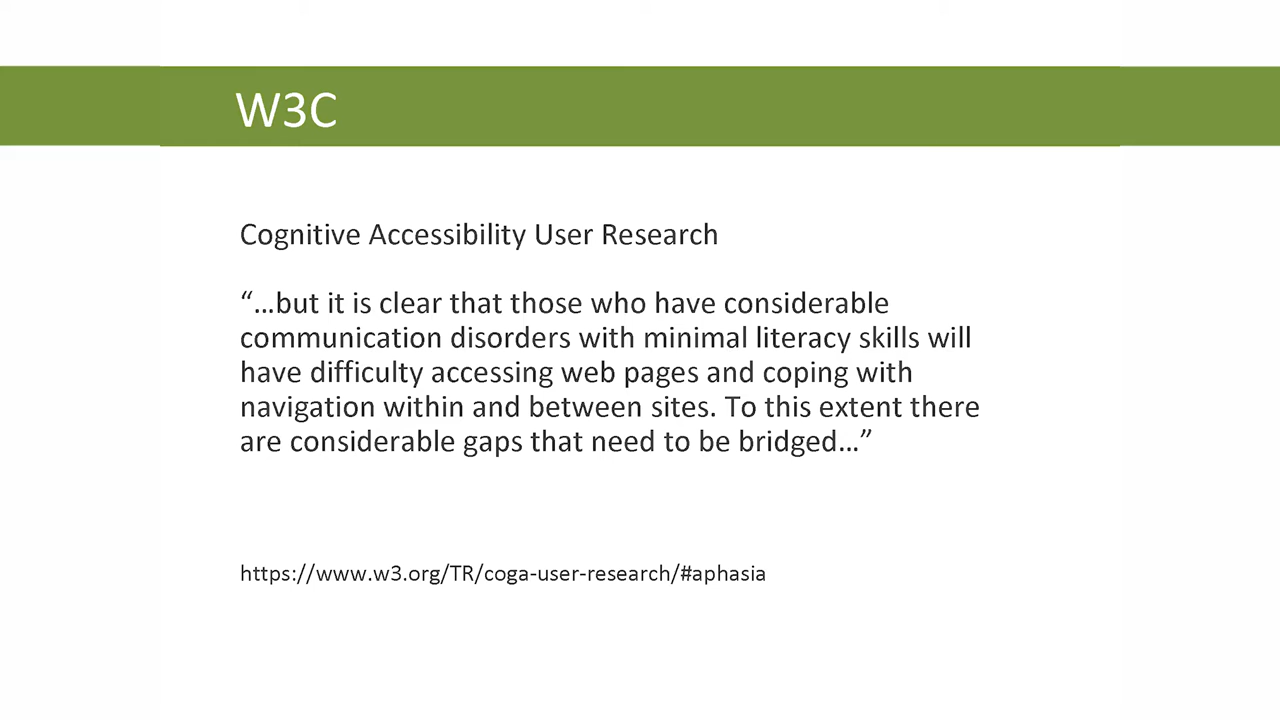 W3C
Cognitive Accessibility User Research
“…but it is clear that those who have considerable
communication disorders with minimal literacy skills will
have difficulty accessing web pages and coping with
navigation within and between sites. To this extent there
are considerable gaps that need to be bridged…”
https://www.w3.org/TR/coga-user-research/#aphasia